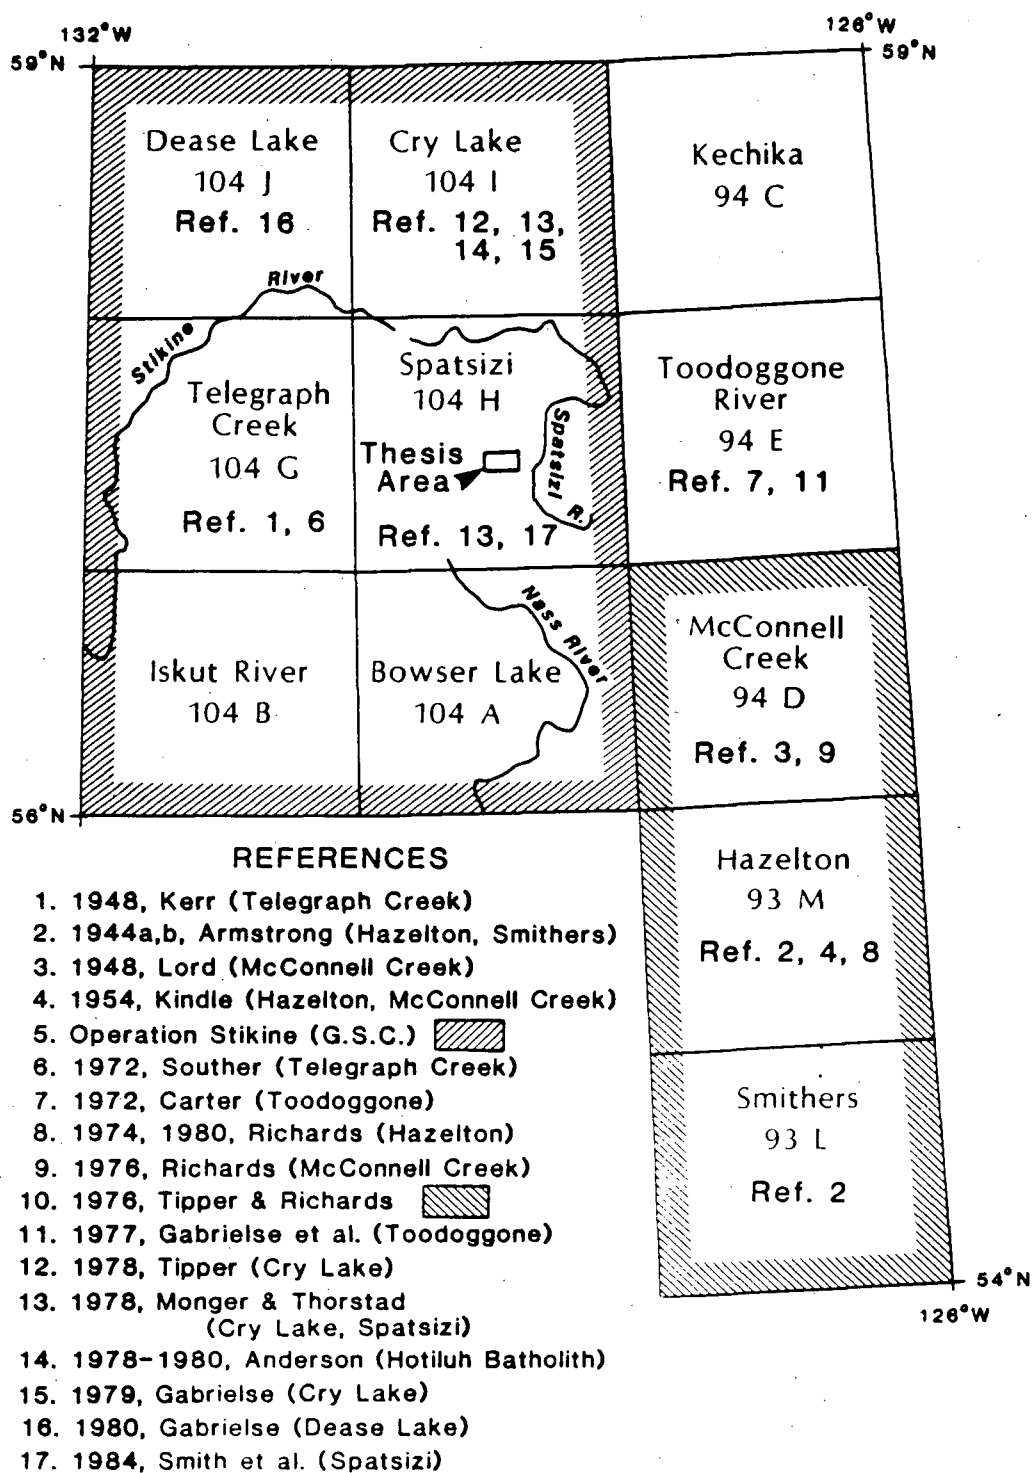 132°W
126°W
59°N
59°N
Dease Lake
104 J
Ref. 16
Cry Lake
104 I
Ref. 12, 13,
14, 15
Kechika
94 C
Stikine River
Telegraph
Creek
104 G
Ref. 1, 6
Spatsizi
104 H
Thesis
Area
Spatsizi R.
Ref. 13, 17
Toodoggone
River
94 E
Ref. 7, 11
Iskut River
104 B
Bowser Lake
104 A
Nass River
McConnell
Creek
94 D
Ref. 3, 9
56°N
Hazelton
93 M
Ref. 2, 4, 8
Smithers
93 L
Ref. 2
54°N
126°W
REFERENCES
1. 1948, Kerr (Telegraph Creek)
2. 1944a,b, Armstrong (Hazelton, Smithers)
3. 1948, Lord (McConnell Creek)
4. 1954, Kindle (Hazelton, McConnell Creek)
5. Operation Stikine (G.S.C.)
6. 1972, Souther (Telegraph Creek)
7. 1972, Carter (Toodoggone)
8. 1974, 1980, Richards (Hazelton)
9. 1976, Richards (McConnell Creek)
10. 1976, Tipper & Richards
11. 1977, Gabrielse et al. (Toodoggone)
12. 1978, Tipper (Cry Lake)
13. 1978, Monger & Thorstad
(Cry Lake, Spatsizi)
14. 1978-1980, Anderson (Hotiluh Batholith)
15. 1979, Gabrielse (Cry Lake)
16. 1980, Gabrielse (Dease Lake)
17. 1984, Smith et al. (Spatsizi)